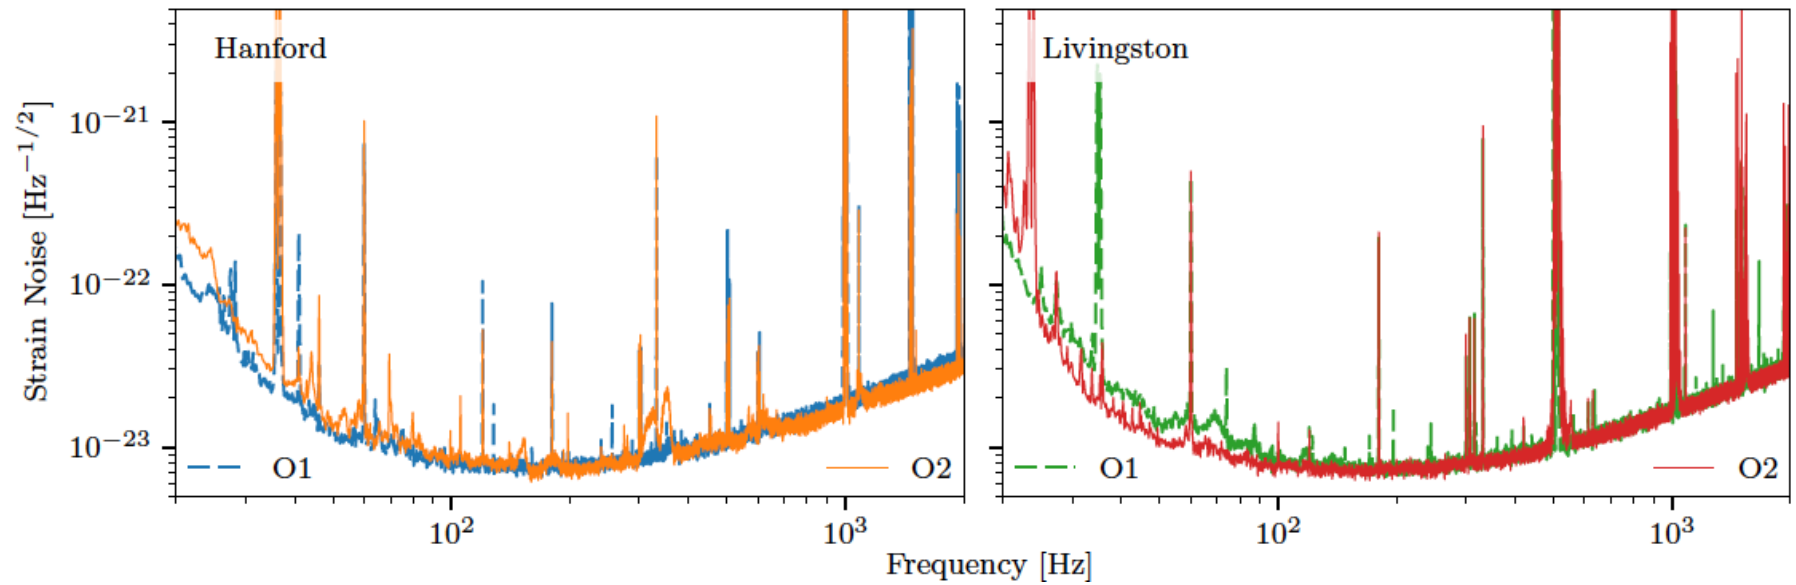 Hanford
Livingston
Strain Noise [Hz^{-1/2}]
10^{-21}
10^{-22}
10^{-23}
O1
O2
O1
O2
10^2
10^3
10^2
10^3
Frequency [Hz]